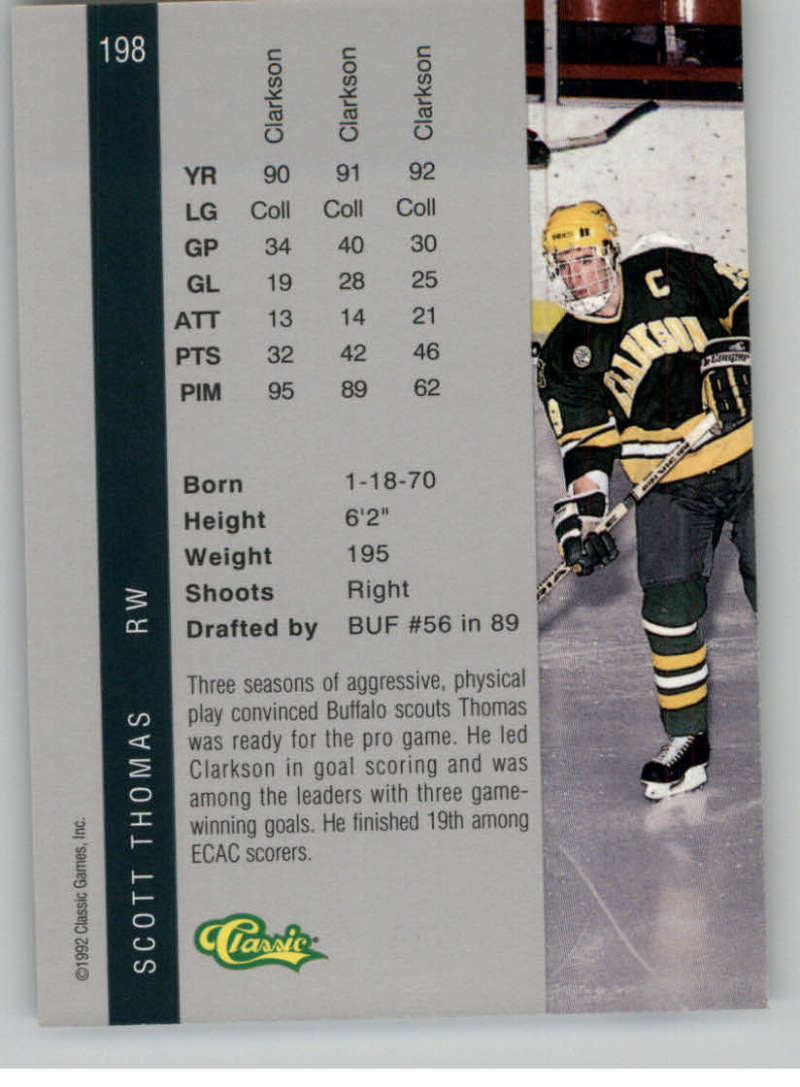 198
Clarkson Clarkson Clarkson
YR 90 91 92
LG Coll Coll Coll
GP 34 40 30
GL 19 28 25
ATT 13 14 21
PTS 32 42 46
PIM 95 89 62
Born 1-18-70
Height 6'2"
Weight 195
Shoots Right
Drafted by BUF #56 in 89
Three seasons of aggressive, physical
play convinced Buffalo scouts Thomas
was ready for the pro game. He led
Clarkson in goal scoring and was
among the leaders with three game-
winning goals. He finished 19th among
ECAC scorers.
Classic
SCOTT THOMAS RW
©1992 Classic Games, Inc.
C
CLARKSON
Cougar